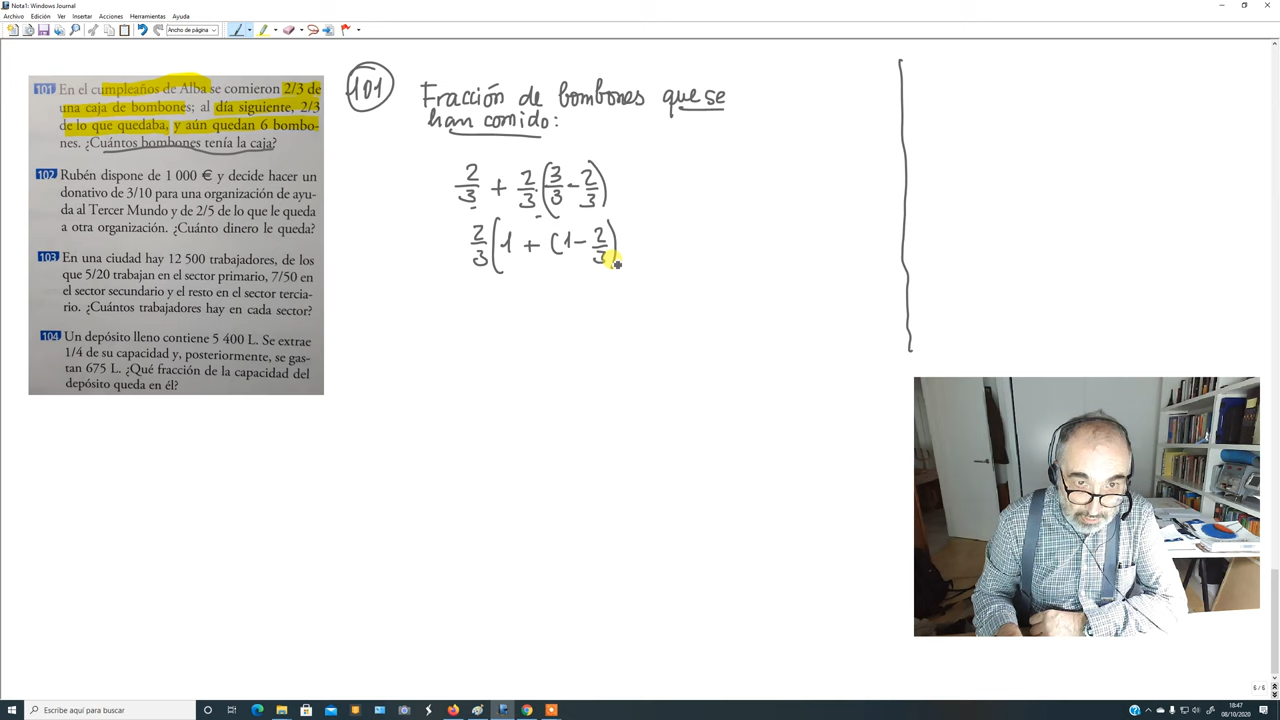 Nota1: Windows Journal
Archivo Edición Ver Insertar Acciones Herramientas Ayuda
Ancho de página
101 En el cumpleaños de Alba se comieron 2/3 de
una caja de bombones; al día siguiente, 2/3
de lo que quedaba, y aún quedan 6 bombo-
nes. ¿Cuántos bombones tenía la caja?
102 Rubén dispone de 1 000 € y decide hacer un
donativo de 3/10 para una organización de ayu-
da al Tercer Mundo y de 2/5 de lo que le queda
a otra organización. ¿Cuánto dinero le queda?
103 En una ciudad hay 12 500 trabajadores, de los
que 5/20 trabajan en el sector primario, 7/50 en
el sector secundario y el resto en el sector tercia-
rio. ¿Cuántos trabajadores hay en cada sector?
104 Un depósito lleno contiene 5 400 L. Se extrae
1/4 de su capacidad y, posteriormente, se gas-
tan 675 L. ¿Qué fracción de la capacidad del
depósito queda en él?
101 Fracción de bombones que se
han comido:
2/3 + 2/3 · (3/3 - 2/3)
2/3 (1 + (1 - 2/3)
6 / 6
Escribe aquí para buscar
18:47
08/10/2020